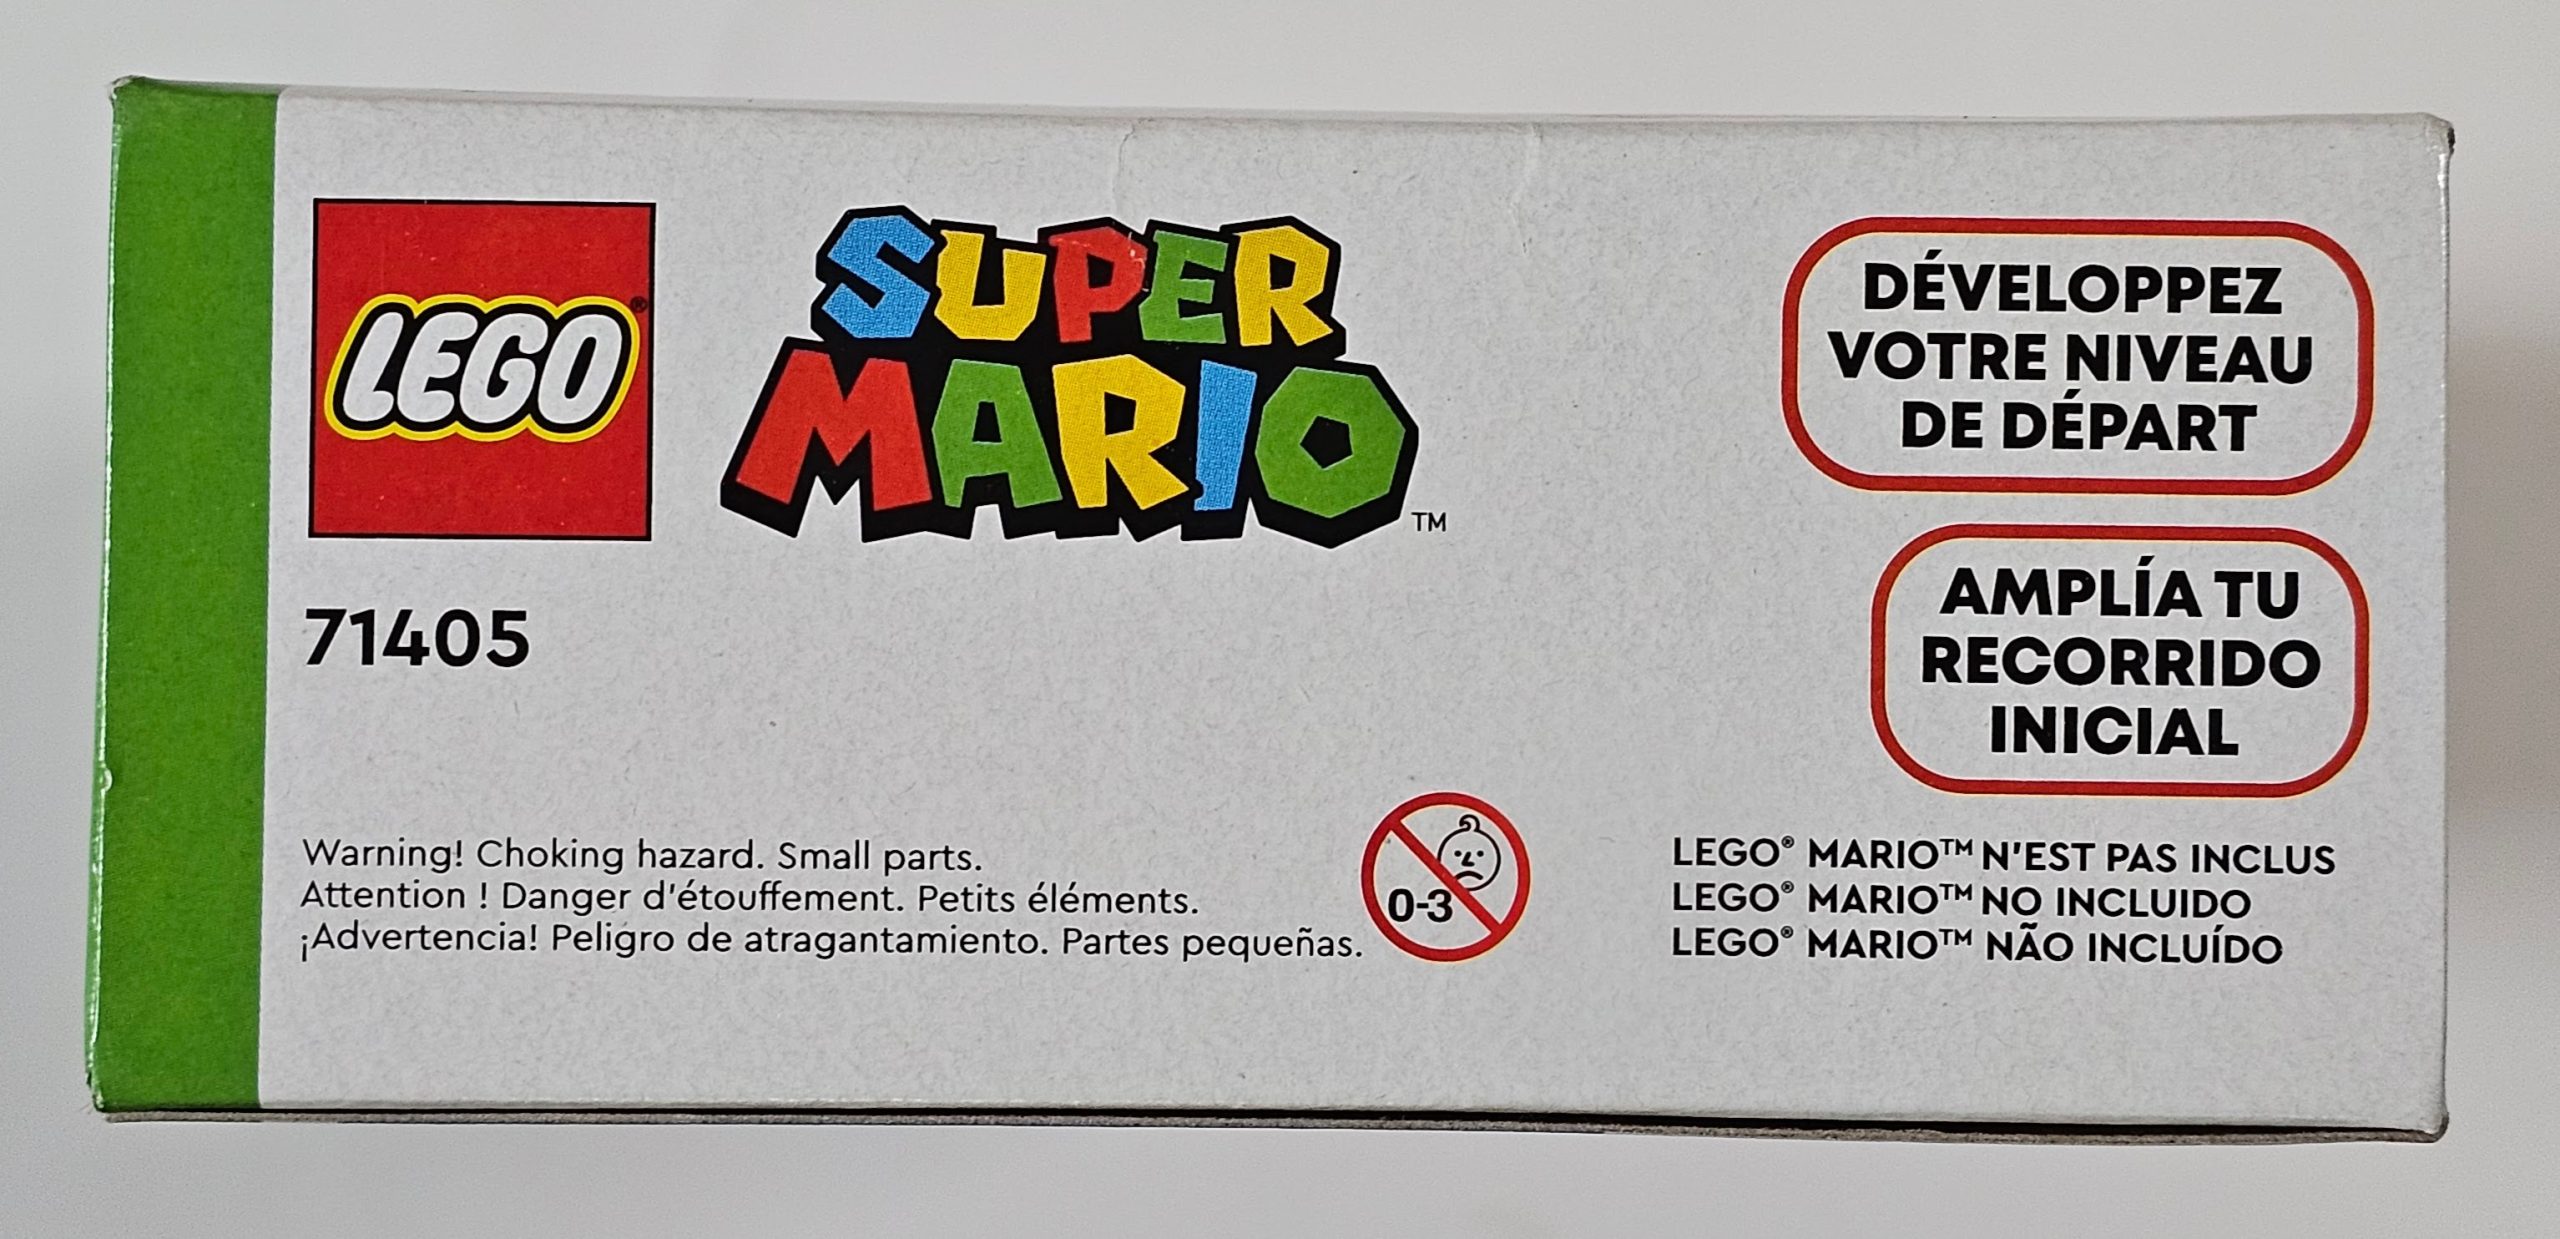 LEGO®
SUPER
MARIO™
71405
DÉVELOPPEZ
VOTRE NIVEAU
DE DÉPART
AMPLÍA TU
RECORRIDO
INICIAL
Warning! Choking hazard. Small parts.
Attention ! Danger d'étouffement. Petits éléments.
¡Advertencia! Peligro de atragantamiento. Partes pequeñas.
0-3
LEGO® MARIO™ N'EST PAS INCLUS
LEGO® MARIO™ NO INCLUIDO
LEGO® MARIO™ NÃO INCLUÍDO